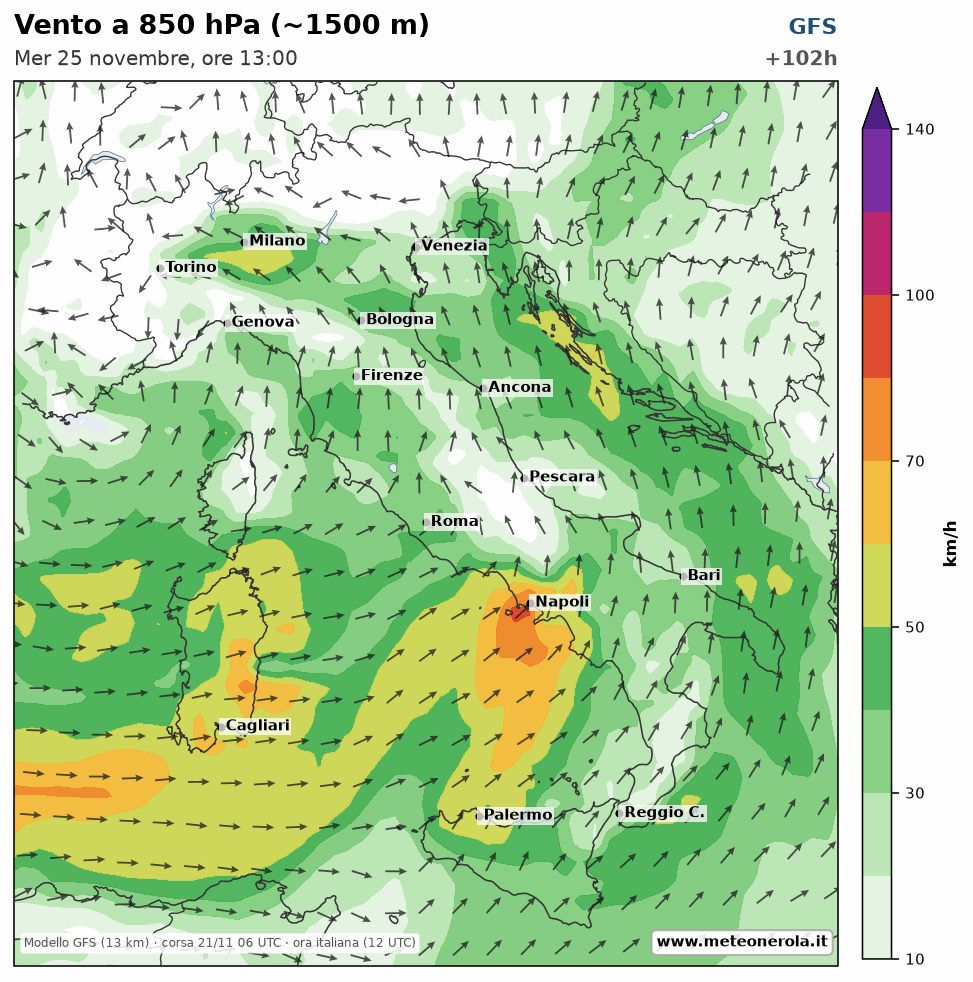 Vento a 850 hPa (~1500 m)
GFS
Mer 25 novembre, ore 13:00
+102h
140
100
70
50
30
10
km/h
Milano
Venezia
Torino
Genova
Bologna
Firenze
Ancona
Pescara
Roma
Bari
Napoli
Cagliari
Palermo
Reggio C.
Modello GFS (13 km) · corsa 21/11 06 UTC · ora italiana (12 UTC)
www.meteonerola.it